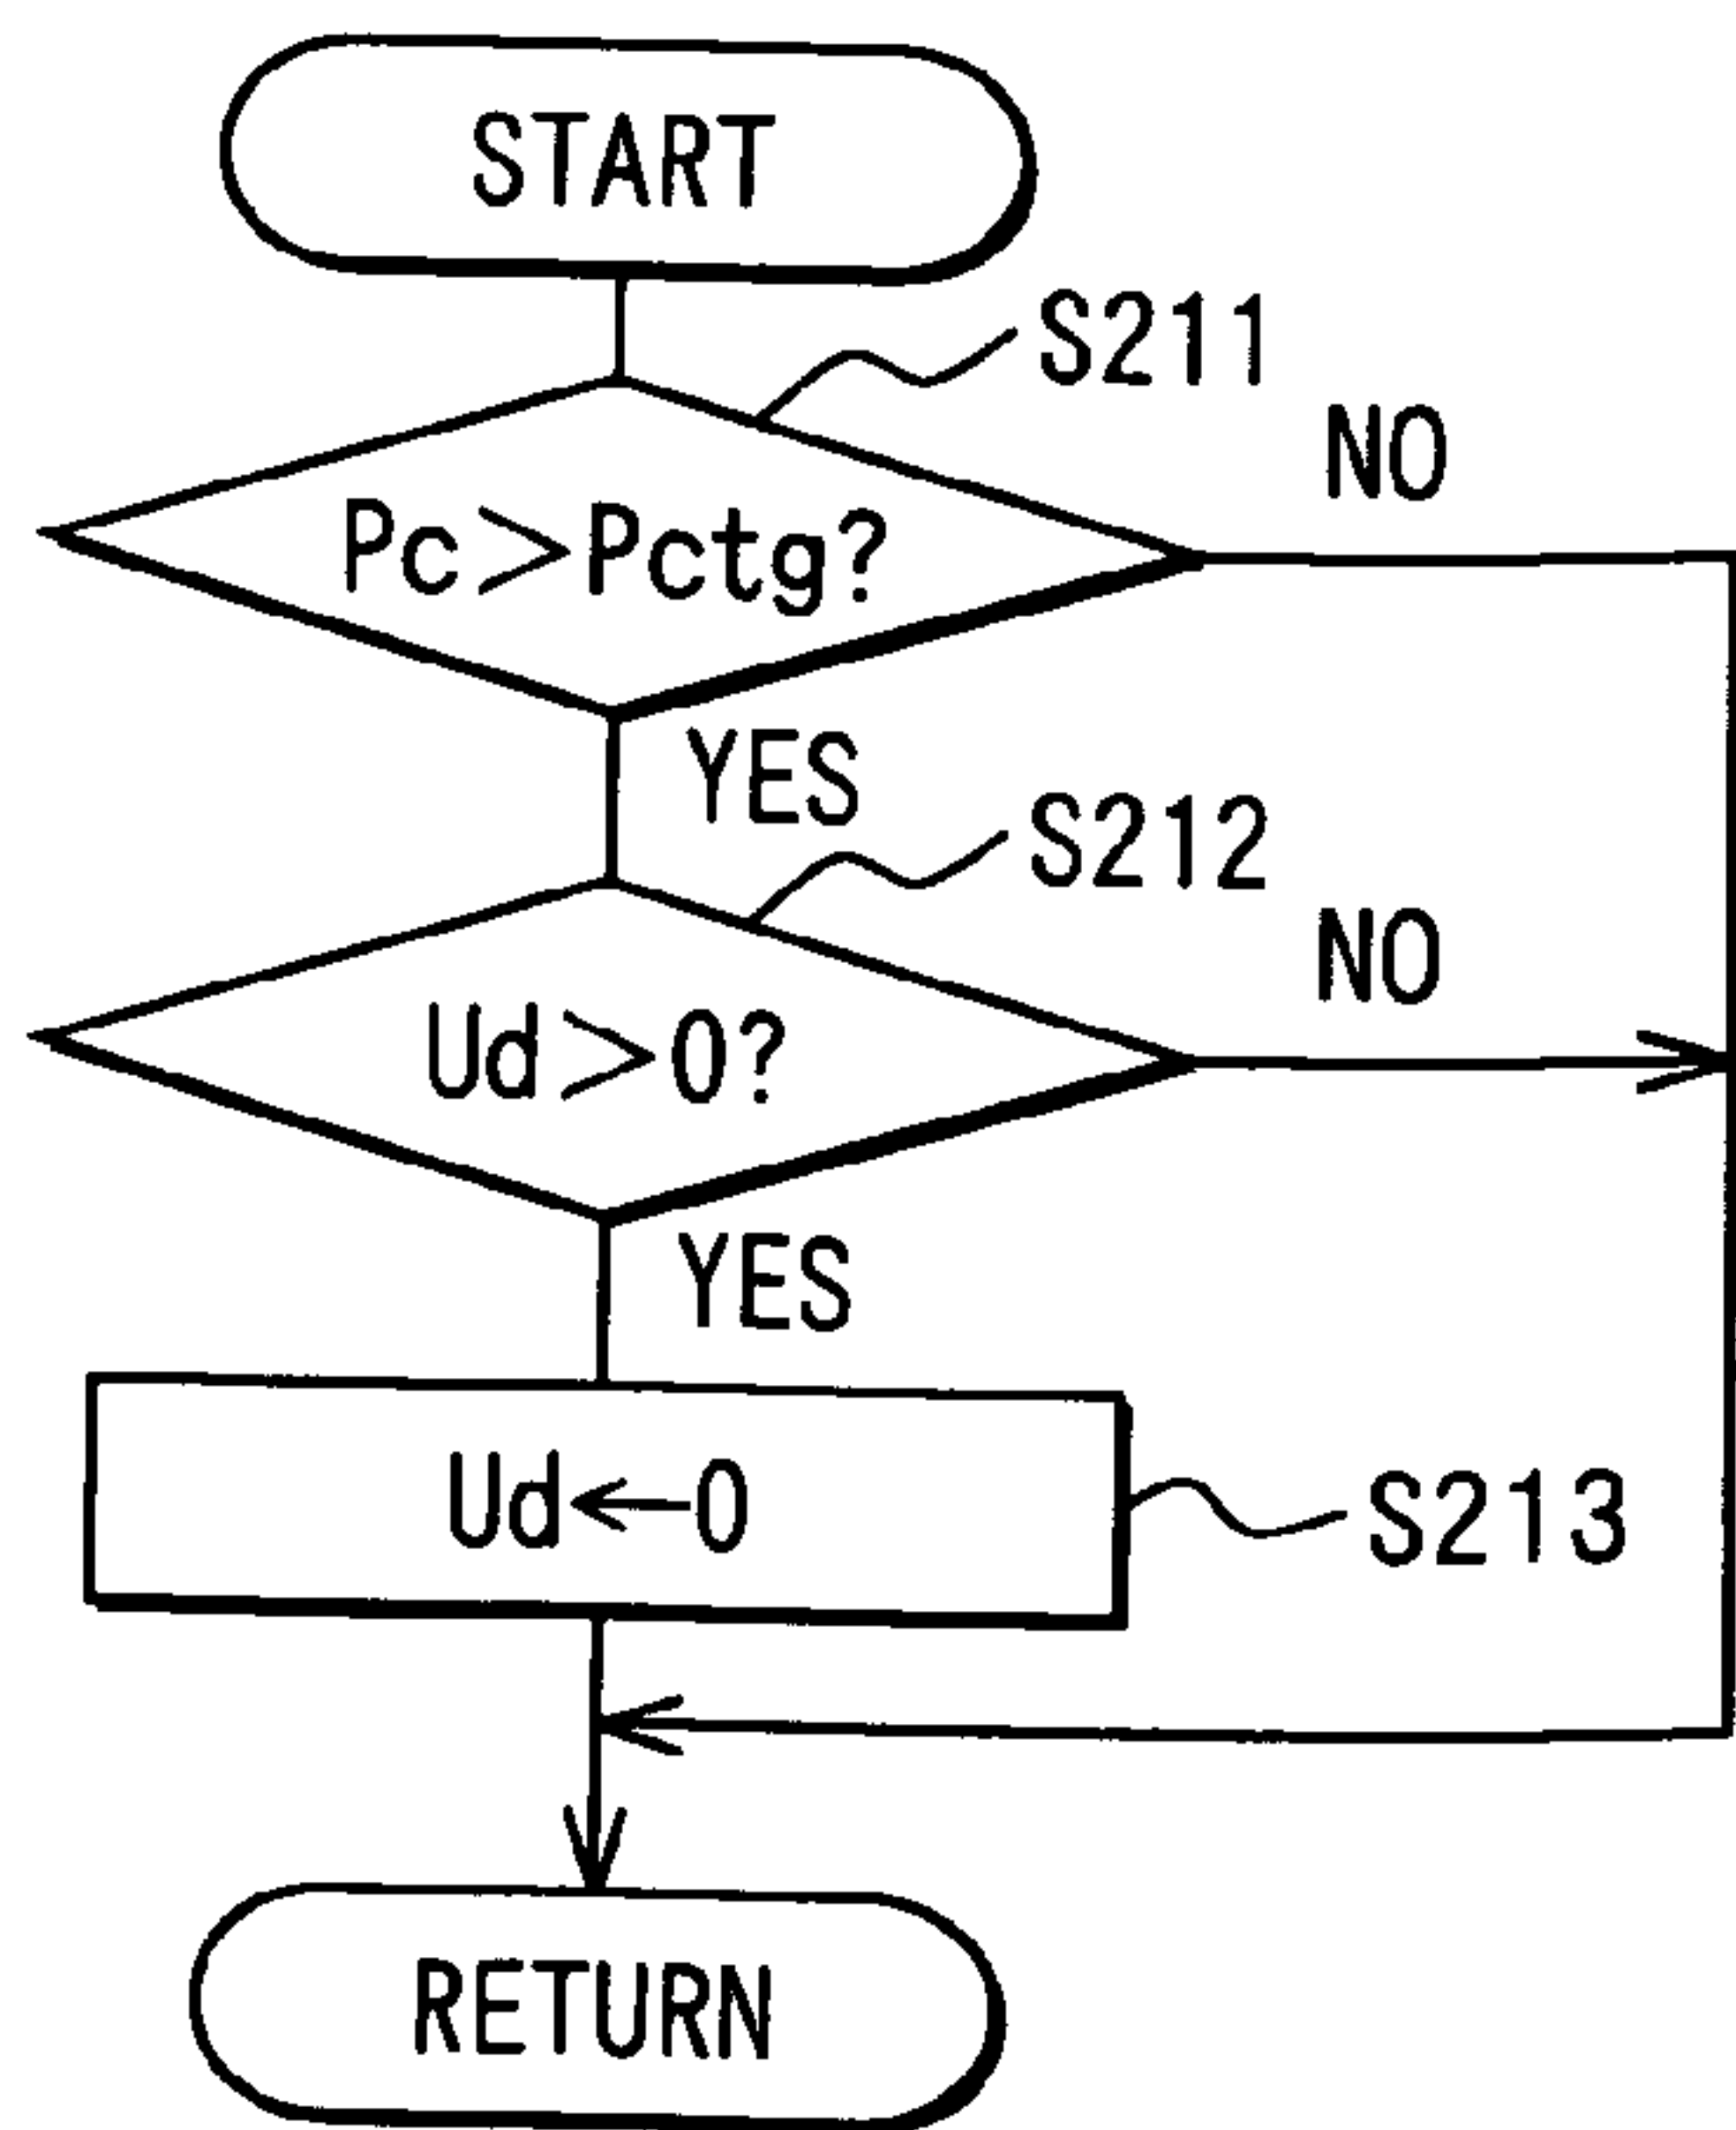 START
S211
NO
Pc>Pctg?
YES
S212
NO
Ud>0?
YES
Ud←0
S213
RETURN